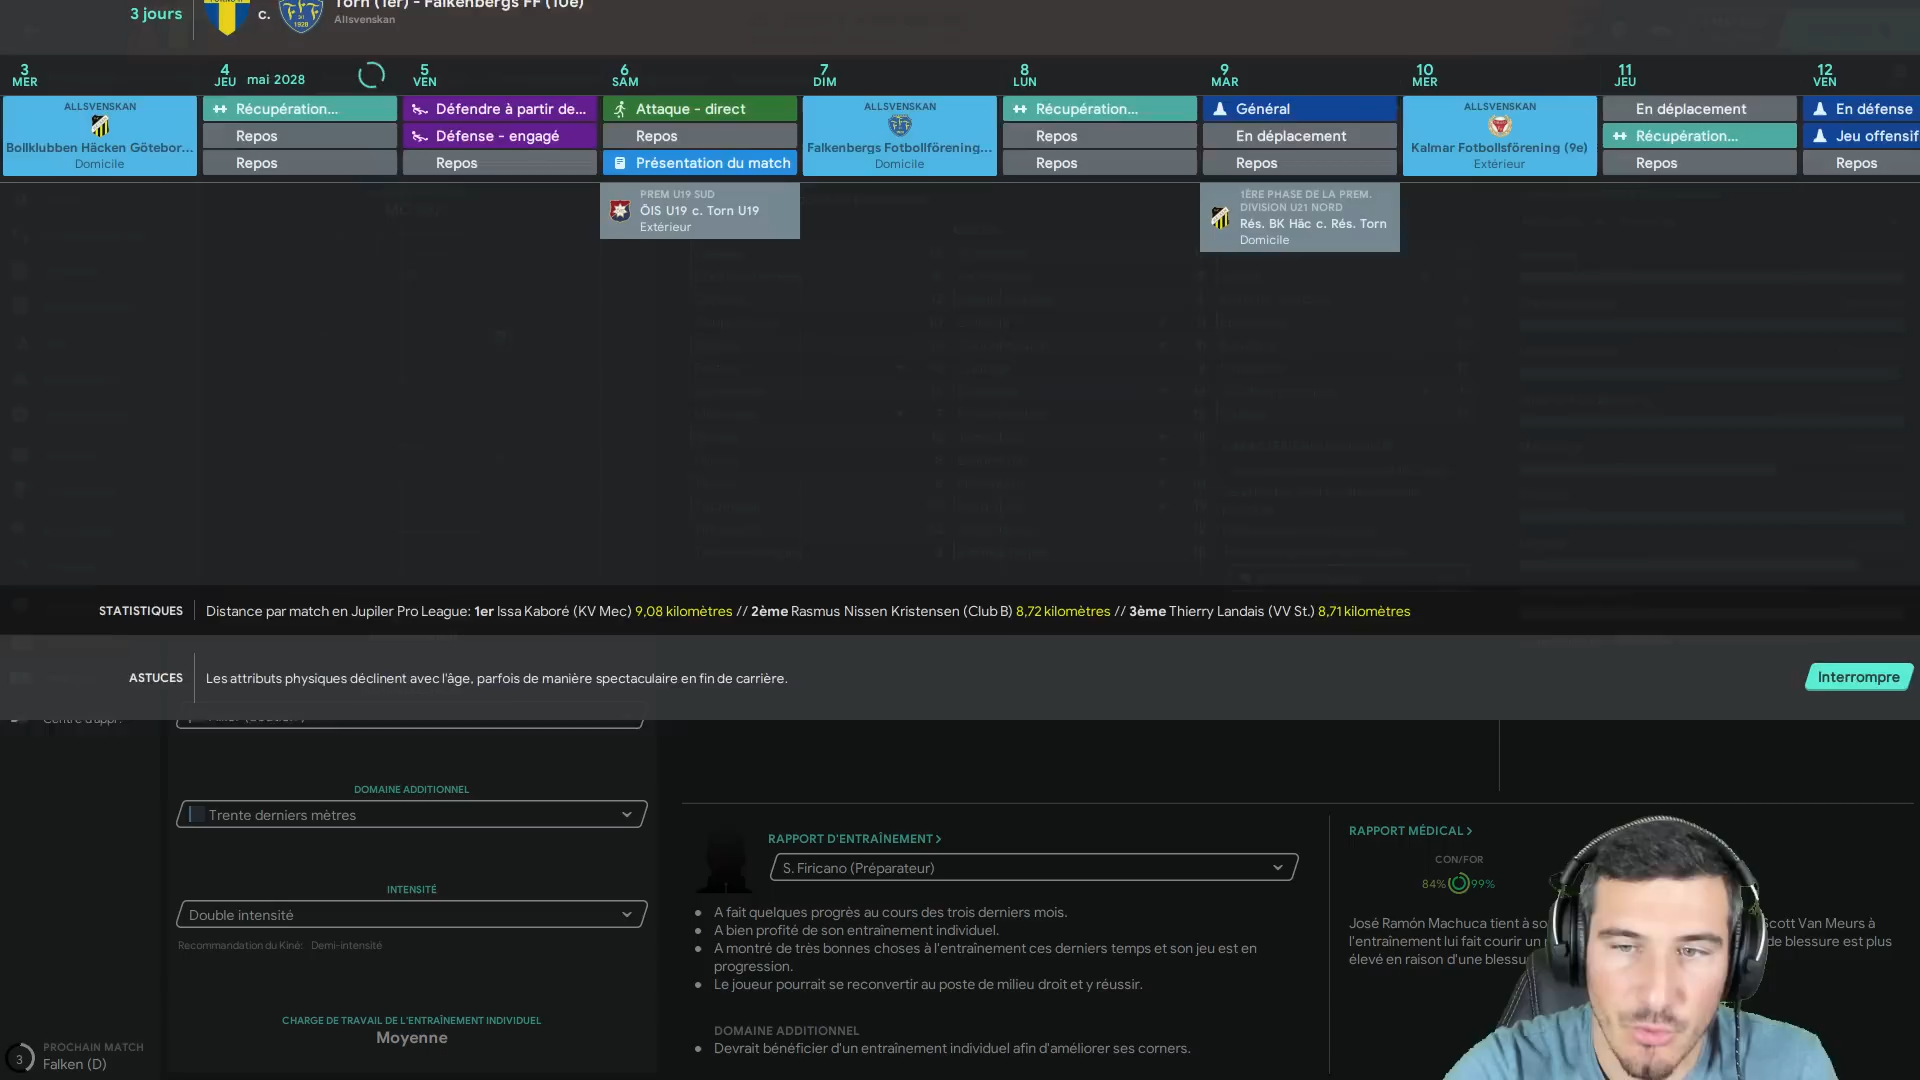 3 jours
c.
Torn (1er) - Falkenbergs FF (10e)
Allsvenskan
3
MER
4
JEU mai 2028
5
VEN
6
SAM
7
DIM
8
LUN
9
MAR
10
MER
11
JEU
12
VEN
ALLSVENSKAN
Bollklubben Häcken Götebor...
Domicile
Récupération...
Repos
Repos
Défendre à partir de...
Défense - engagé
Repos
Attaque - direct
Repos
Présentation du match
ALLSVENSKAN
Falkenbergs Fotbollförening...
Domicile
Récupération...
Repos
Repos
Général
En déplacement
Repos
ALLSVENSKAN
Kalmar Fotbollsförening (9e)
Extérieur
En déplacement
Récupération...
Repos
En défense
Jeu offensif
Repos
PREM U19 SUD
ÖIS U19 c. Torn U19
Extérieur
1ÈRE PHASE DE LA PREM.
DIVISION U21 NORD
Rés. BK Häc c. Rés. Torn
Domicile
STATISTIQUES
Distance par match en Jupiler Pro League: 1er Issa Kaboré (KV Mec) 9,08 kilomètres // 2ème Rasmus Nissen Kristensen (Club B) 8,72 kilomètres // 3ème Thierry Landais (VV St.) 8,71 kilomètres
ASTUCES
Les attributs physiques déclinent avec l'âge, parfois de manière spectaculaire en fin de carrière.
Interrompre
Centre d'appr.
DOMAINE ADDITIONNEL
Trente derniers mètres
INTENSITÉ
Double intensité
Recommandation du Kiné: Demi-intensité
CHARGE DE TRAVAIL DE L'ENTRAÎNEMENT INDIVIDUEL
Moyenne
3
PROCHAIN MATCH
Falken (D)
RAPPORT D'ENTRAÎNEMENT >
S. Firicano (Préparateur)
• A fait quelques progrès au cours des trois derniers mois.
• A bien profité de son entraînement individuel.
• A montré de très bonnes choses à l'entraînement ces derniers temps et son jeu est en
progression.
• Le joueur pourrait se reconvertir au poste de milieu droit et y réussir.
DOMAINE ADDITIONNEL
• Devrait bénéficier d'un entraînement individuel afin d'améliorer ses corners.
RAPPORT MÉDICAL >
CON/FOR
84% 99%
José Ramón Machuca tient à so Scott Van Meurs à
l'entraînement lui fait courir un de blessure est plus
élevé en raison d'une blessu